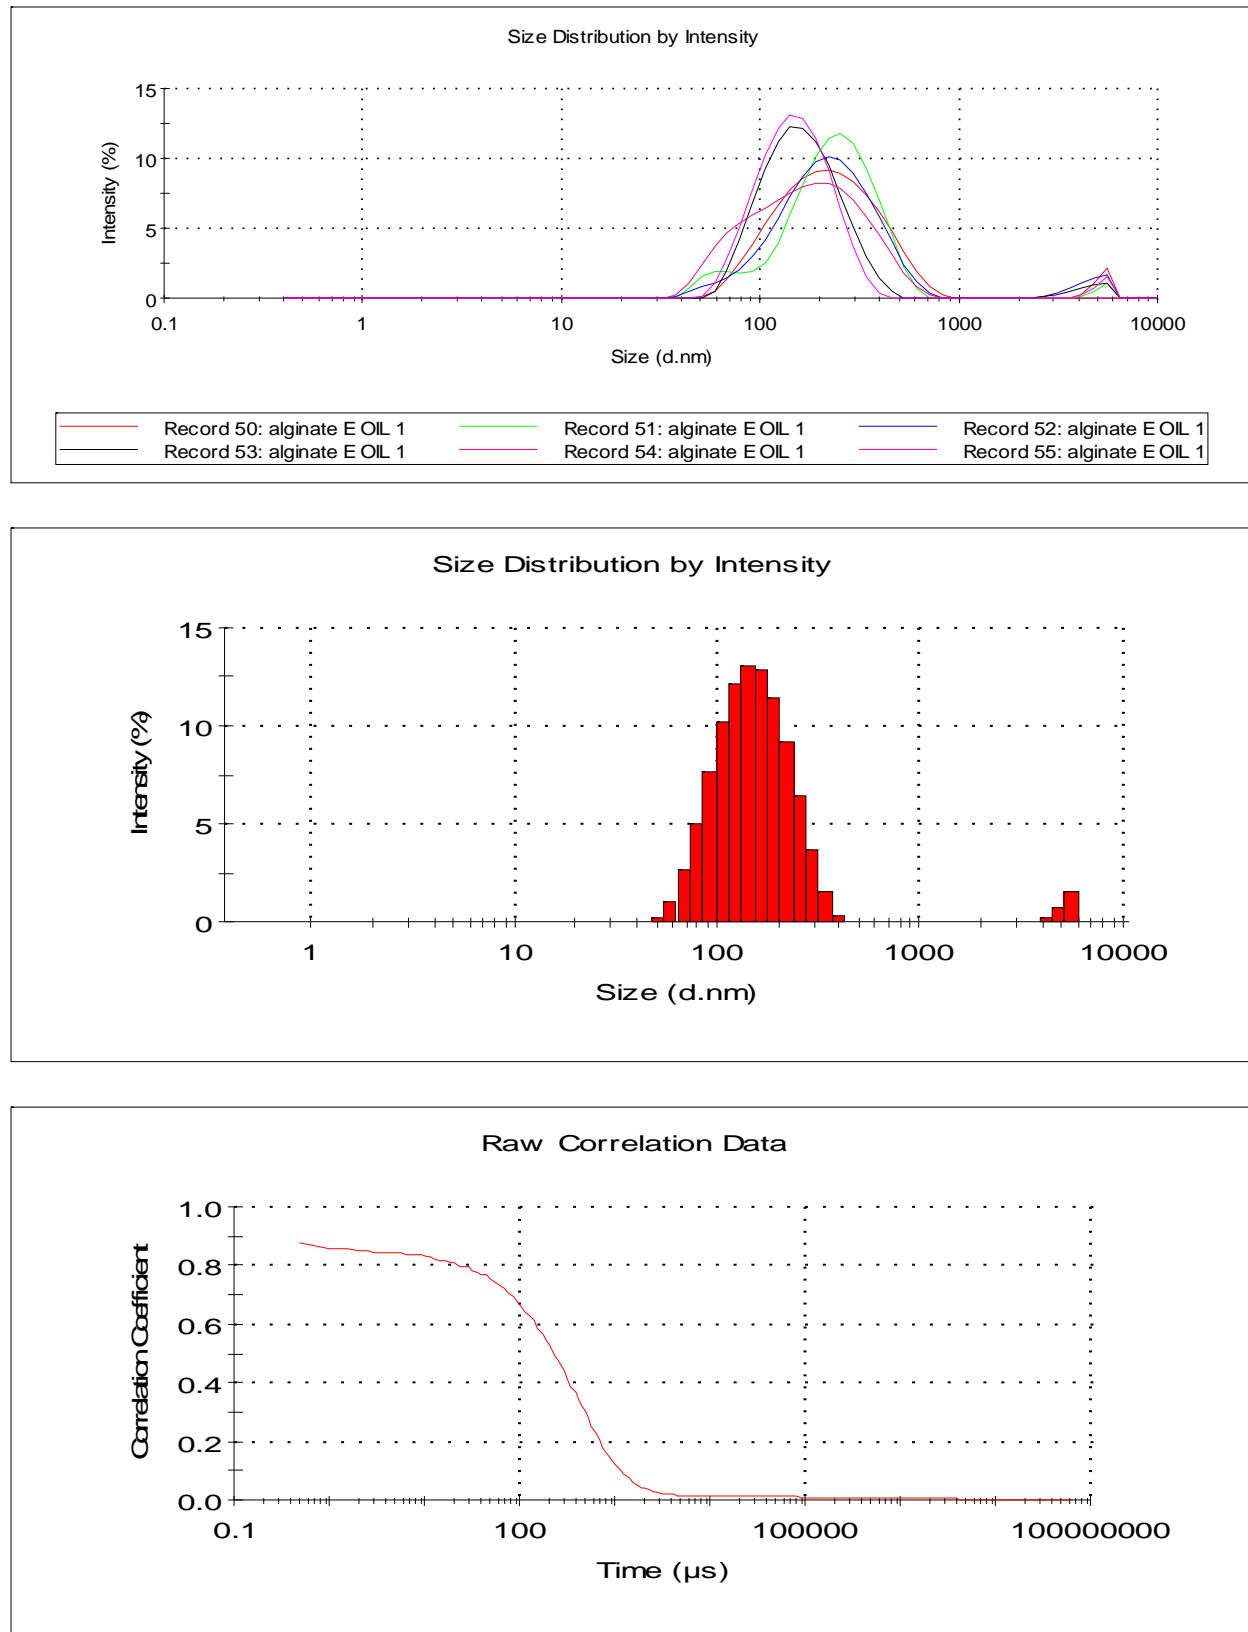 Size Distribution by Intensity
15
10
5
0
Intensity (%)
0.1 1 10 100 1000 10000
Size (d.nm)
Record 50: alginate E OIL 1 Record 51: alginate E OIL 1 Record 52: alginate E OIL 1
Record 53: alginate E OIL 1 Record 54: alginate E OIL 1 Record 55: alginate E OIL 1
Size Distribution by Intensity
15
10
5
0
Intensity (%)
1 10 100 1000 10000
Size (d.nm)
Raw Correlation Data
1.0
0.8
0.6
0.4
0.2
0.0
Correlation Coefficient
0.1 100 100000 100000000
Time (µs)